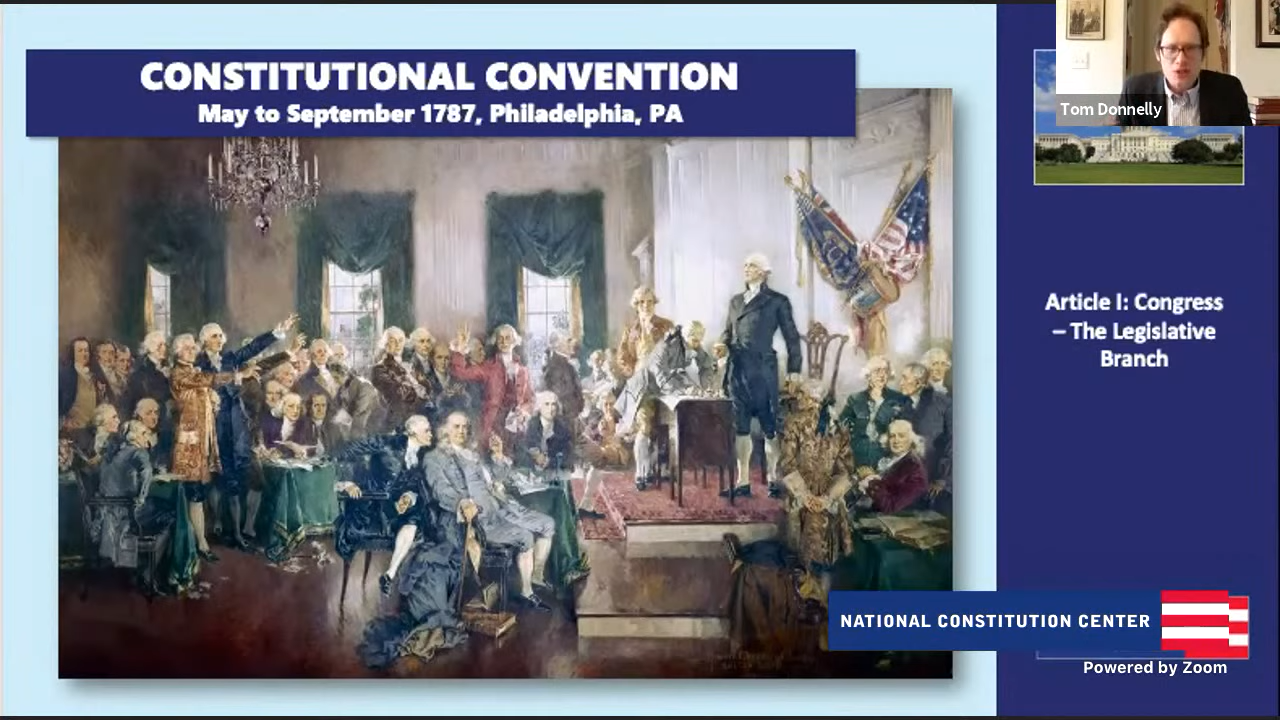 CONSTITUTIONAL CONVENTION
May to September 1787, Philadelphia, PA
Tom Donnelly
Article I: Congress
– The Legislative
Branch
NATIONAL CONSTITUTION CENTER
Powered by Zoom